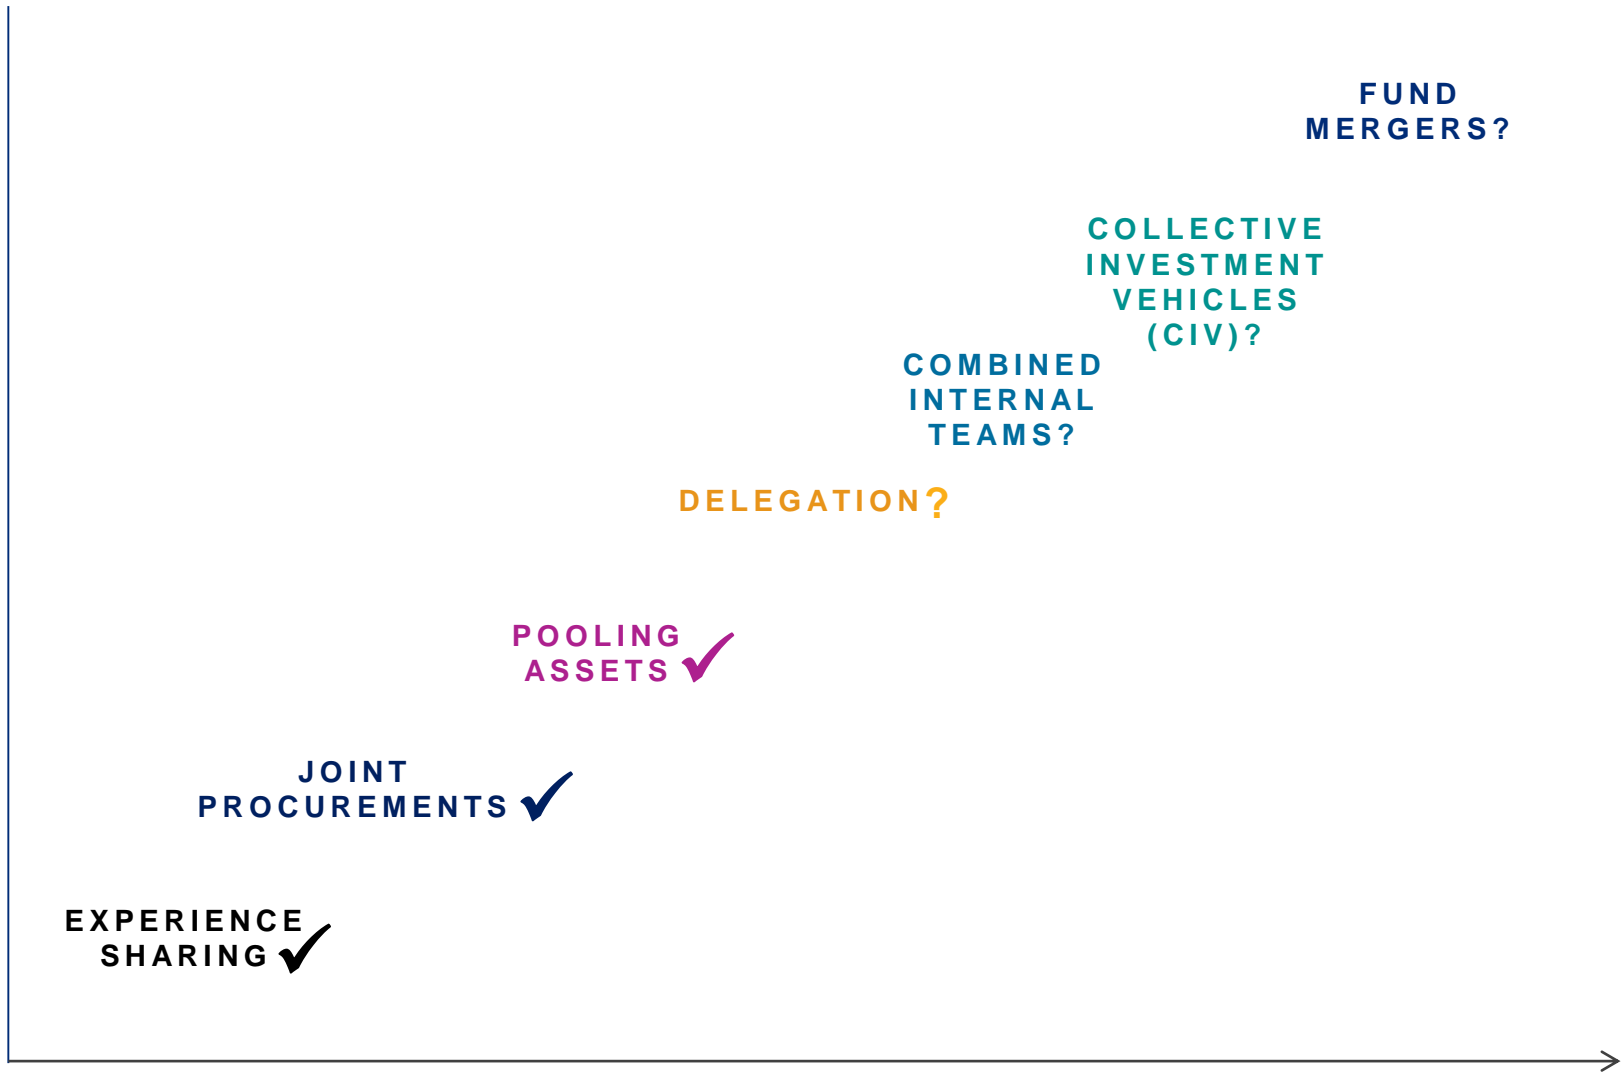 FUND
MERGERS?
COLLECTIVE
INVESTMENT
VEHICLES
(CIV)?
COMBINED
INTERNAL
TEAMS?
DELEGATION?
POOLING
ASSETS ✓
JOINT
PROCUREMENTS ✓
EXPERIENCE
SHARING ✓